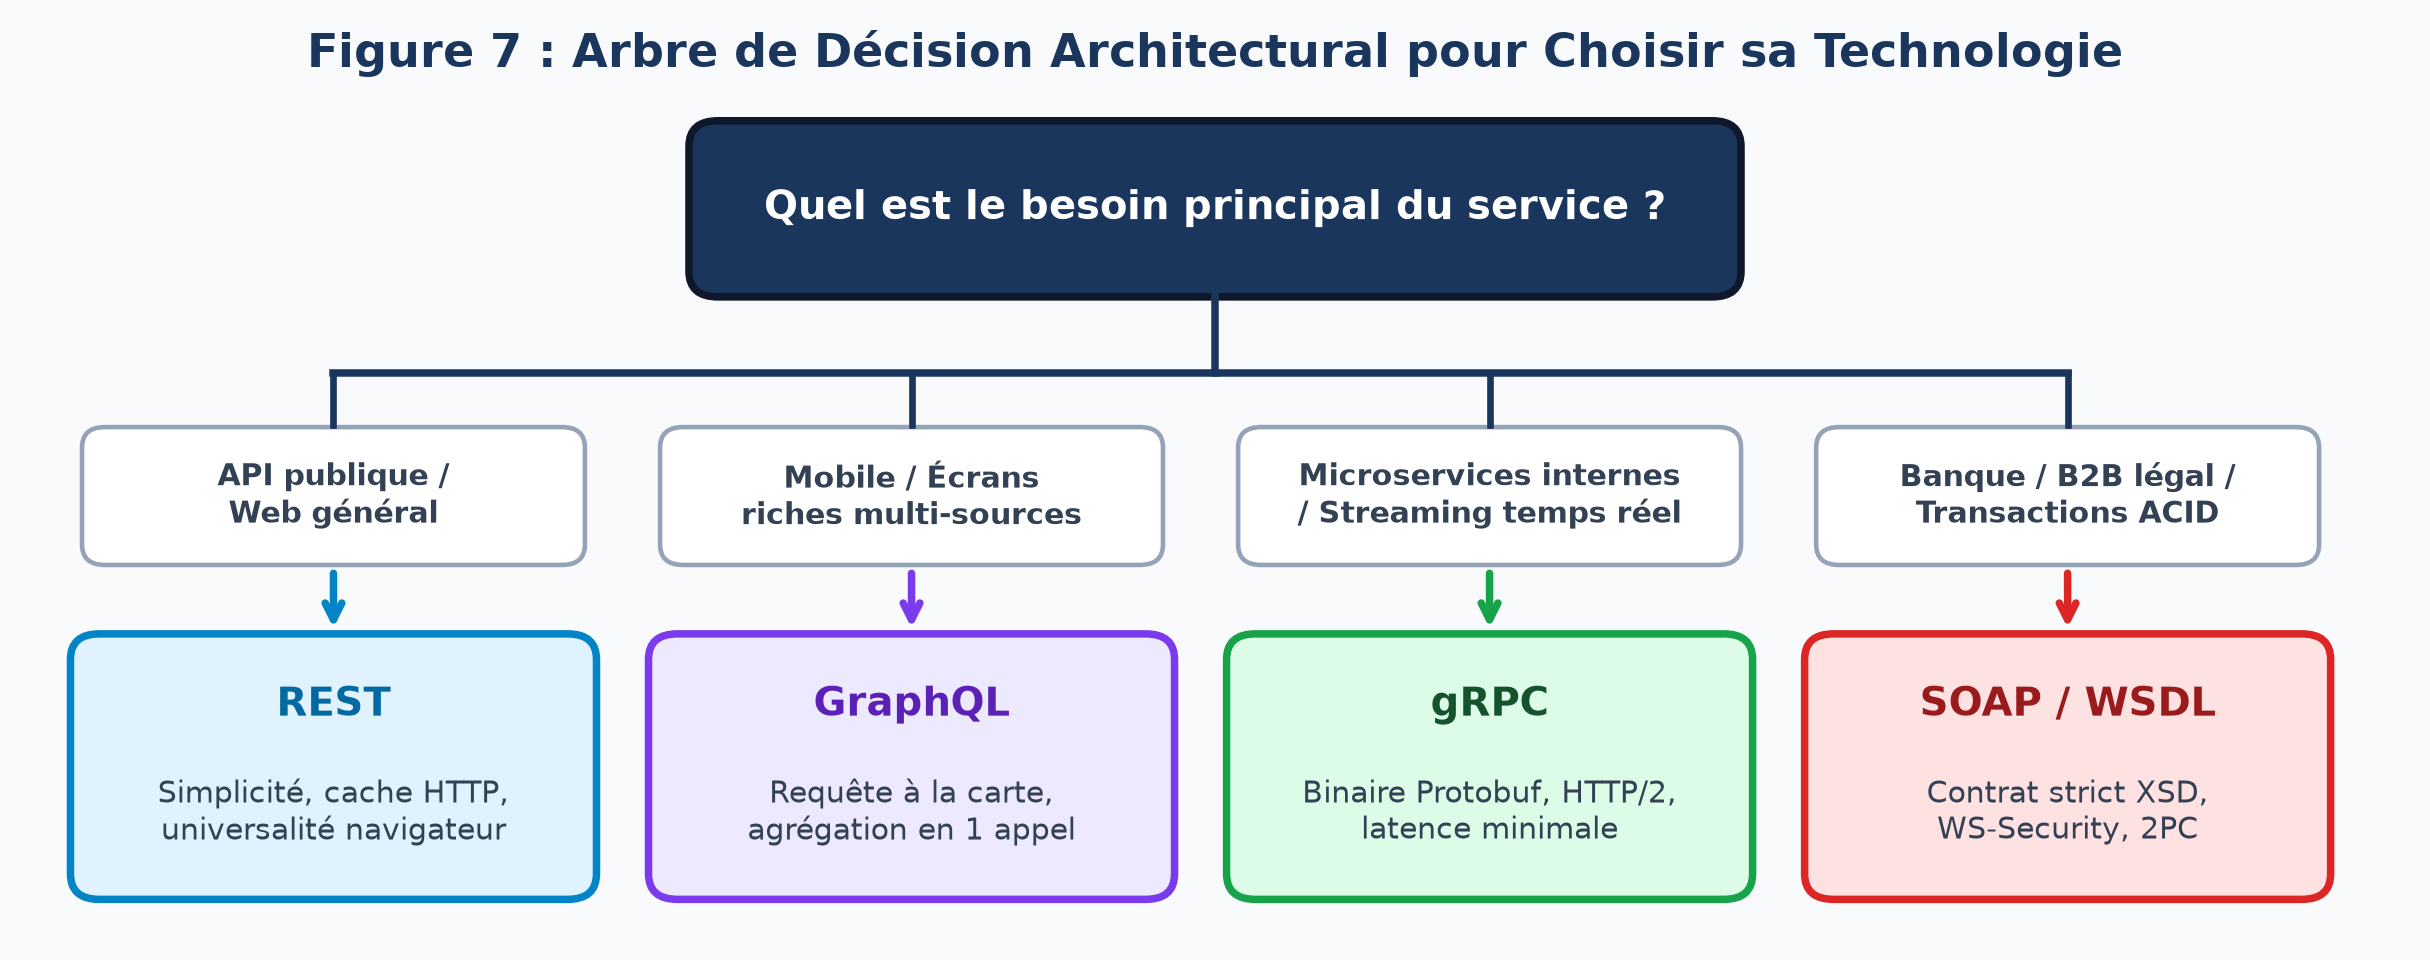 Figure 7 : Arbre de Décision Architectural pour Choisir sa Technologie
Quel est le besoin principal du service ?
API publique /
Web général
Mobile / Écrans
riches multi-sources
Microservices internes
/ Streaming temps réel
Banque / B2B légal /
Transactions ACID
REST
Simplicité, cache HTTP,
universalité navigateur
GraphQL
Requête à la carte,
agrégation en 1 appel
gRPC
Binaire Protobuf, HTTP/2,
latence minimale
SOAP / WSDL
Contrat strict XSD,
WS-Security, 2PC